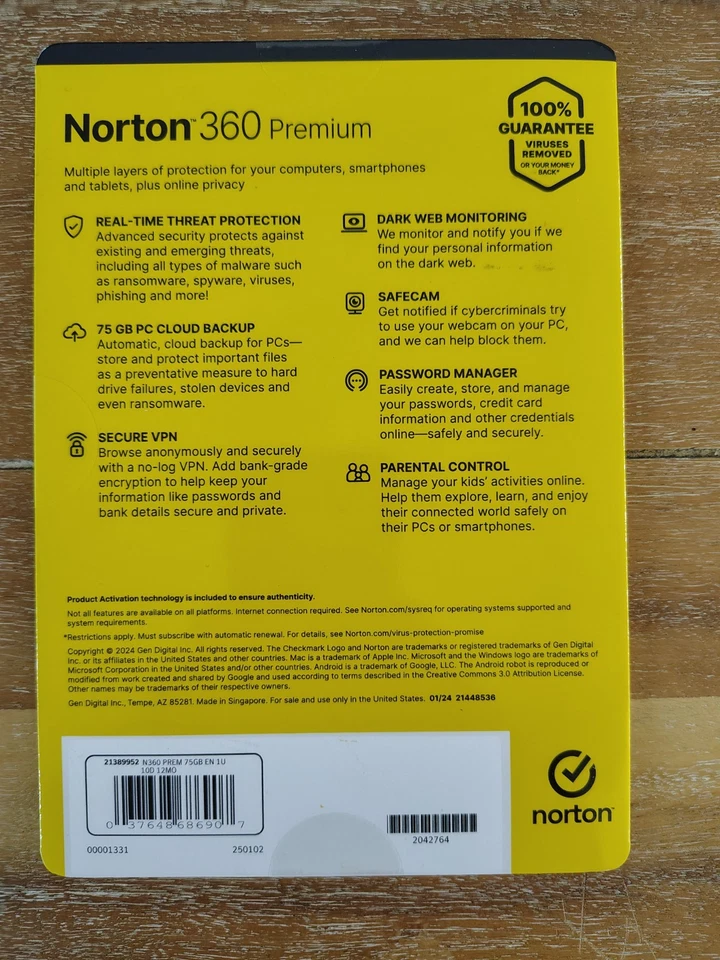 Norton™ 360 Premium
Multiple layers of protection for your computers, smartphones
and tablets, plus online privacy
100%
GUARANTEE
VIRUSES
REMOVED
OR YOUR MONEY
BACK*
REAL-TIME THREAT PROTECTION
Advanced security protects against
existing and emerging threats,
including all types of malware such
as ransomware, spyware, viruses,
phishing and more!
75 GB PC CLOUD BACKUP
Automatic, cloud backup for PCs—
store and protect important files
as a preventative measure to hard
drive failures, stolen devices and
even ransomware.
SECURE VPN
Browse anonymously and securely
with a no-log VPN. Add bank-grade
encryption to help keep your
information like passwords and
bank details secure and private.
DARK WEB MONITORING
We monitor and notify you if we
find your personal information
on the dark web.
SAFECAM
Get notified if cybercriminals try
to use your webcam on your PC,
and we can help block them.
PASSWORD MANAGER
Easily create, store, and manage
your passwords, credit card
information and other credentials
online—safely and securely.
PARENTAL CONTROL
Manage your kids' activities online.
Help them explore, learn, and enjoy
their connected world safely on
their PCs or smartphones.
Product Activation technology is included to ensure authenticity.
Not all features are available on all platforms. Internet connection required. See Norton.com/sysreq for operating systems supported and
system requirements.
*Restrictions apply. Must subscribe with automatic renewal. For details, see Norton.com/virus-protection-promise
Copyright © 2024 Gen Digital Inc. All rights reserved. The Checkmark Logo and Norton are trademarks or registered trademarks of Gen Digital
Inc. or its affiliates in the United States and other countries. Mac is a trademark of Apple Inc. Microsoft and the Windows logo are trademarks of
Microsoft Corporation in the United States and/or other countries. Android is a trademark of Google, LLC. The Android robot is reproduced or
modified from work created and shared by Google and used according to terms described in the Creative Commons 3.0 Attribution License.
Other names may be trademarks of their respective owners.
Gen Digital Inc., Tempe, AZ 85281. Made in Singapore. For sale and use only in the United States. 01/24 21448536
21389952 N360 PREM 75GB EN 1U
10D 12MO
0 37648 68690 7
00001331 250102
2042764
norton